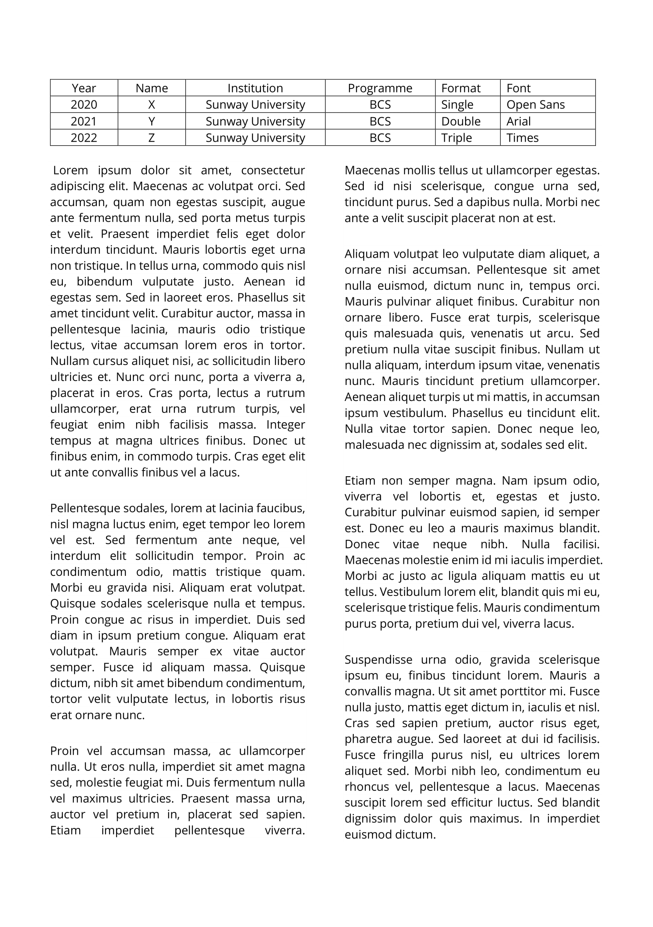 Year Name Institution Programme Format Font
2020 X Sunway University BCS Single Open Sans
2021 Y Sunway University BCS Double Arial
2022 Z Sunway University BCS Triple Times
Lorem ipsum dolor sit amet, consectetur
adipiscing elit. Maecenas ac volutpat orci. Sed
accumsan, quam non egestas suscipit, augue
ante fermentum nulla, sed porta metus turpis
et velit. Praesent imperdiet felis eget dolor
interdum tincidunt. Mauris lobortis eget urna
non tristique. In tellus urna, commodo quis nisl
eu, bibendum vulputate justo. Aenean id
egestas sem. Sed in laoreet eros. Phasellus sit
amet tincidunt velit. Curabitur auctor, massa in
pellentesque lacinia, mauris odio tristique
lectus, vitae accumsan lorem eros in tortor.
Nullam cursus aliquet nisi, ac sollicitudin libero
ultricies et. Nunc orci nunc, porta a viverra a,
placerat in eros. Cras porta, lectus a rutrum
ullamcorper, erat urna rutrum turpis, vel
feugiat enim nibh facilisis massa. Integer
tempus at magna ultrices finibus. Donec ut
finibus enim, in commodo turpis. Cras eget elit
ut ante convallis finibus vel a lacus.
Pellentesque sodales, lorem at lacinia faucibus,
nisl magna luctus enim, eget tempor leo lorem
vel est. Sed fermentum ante neque, vel
interdum elit sollicitudin tempor. Proin ac
condimentum odio, mattis tristique quam.
Morbi eu gravida nisi. Aliquam erat volutpat.
Quisque sodales scelerisque nulla et tempus.
Proin congue ac risus in imperdiet. Duis sed
diam in ipsum pretium congue. Aliquam erat
volutpat. Mauris semper ex vitae auctor
semper. Fusce id aliquam massa. Quisque
dictum, nibh sit amet bibendum condimentum,
tortor velit vulputate lectus, in lobortis risus
erat ornare nunc.
Proin vel accumsan massa, ac ullamcorper
nulla. Ut eros nulla, imperdiet sit amet magna
sed, molestie feugiat mi. Duis fermentum nulla
vel maximus ultricies. Praesent massa urna,
auctor vel pretium in, placerat sed sapien.
Etiam imperdiet pellentesque viverra.
Maecenas mollis tellus ut ullamcorper egestas.
Sed id nisi scelerisque, congue urna sed,
tincidunt purus. Sed a dapibus nulla. Morbi nec
ante a velit suscipit placerat non at est.
Aliquam volutpat leo vulputate diam aliquet, a
ornare nisi accumsan. Pellentesque sit amet
nulla euismod, dictum nunc in, tempus orci.
Mauris pulvinar aliquet finibus. Curabitur non
ornare libero. Fusce erat turpis, scelerisque
quis malesuada quis, venenatis ut arcu. Sed
pretium nulla vitae suscipit finibus. Nullam ut
nulla aliquam, interdum ipsum vitae, venenatis
nunc. Mauris tincidunt pretium ullamcorper.
Aenean aliquet turpis ut mi mattis, in accumsan
ipsum vestibulum. Phasellus eu tincidunt elit.
Nulla vitae tortor sapien. Donec neque leo,
malesuada nec dignissim at, sodales sed elit.
Etiam non semper magna. Nam ipsum odio,
viverra vel lobortis et, egestas et justo.
Curabitur pulvinar euismod sapien, id semper
est. Donec eu leo a mauris maximus blandit.
Donec vitae neque nibh. Nulla facilisi.
Maecenas molestie enim id mi iaculis imperdiet.
Morbi ac justo ac ligula aliquam mattis eu ut
tellus. Vestibulum lorem elit, blandit quis mi eu,
scelerisque tristique felis. Mauris condimentum
purus porta, pretium dui vel, viverra lacus.
Suspendisse urna odio, gravida scelerisque
ipsum eu, finibus tincidunt lorem. Mauris a
convallis magna. Ut sit amet porttitor mi. Fusce
nulla justo, mattis eget dictum in, iaculis et nisl.
Cras sed sapien pretium, auctor risus eget,
pharetra augue. Sed laoreet at dui id facilisis.
Fusce fringilla purus nisl, eu ultrices lorem
aliquet sed. Morbi nibh leo, condimentum eu
rhoncus vel, pellentesque a lacus. Maecenas
suscipit lorem sed efficitur luctus. Sed blandit
dignissim dolor quis maximus. In imperdiet
euismod dictum.